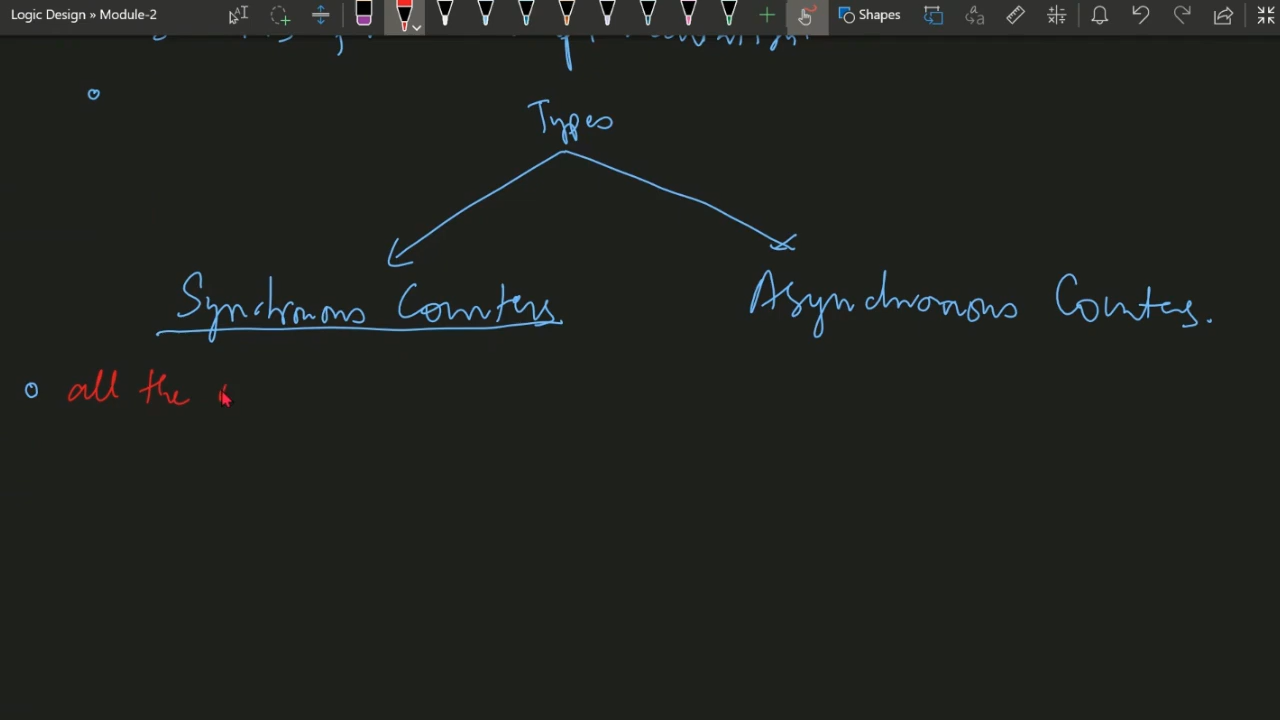 Logic Design » Module-2
Shapes
Types
Synchronous Counters
Asynchronous Counters.
all the